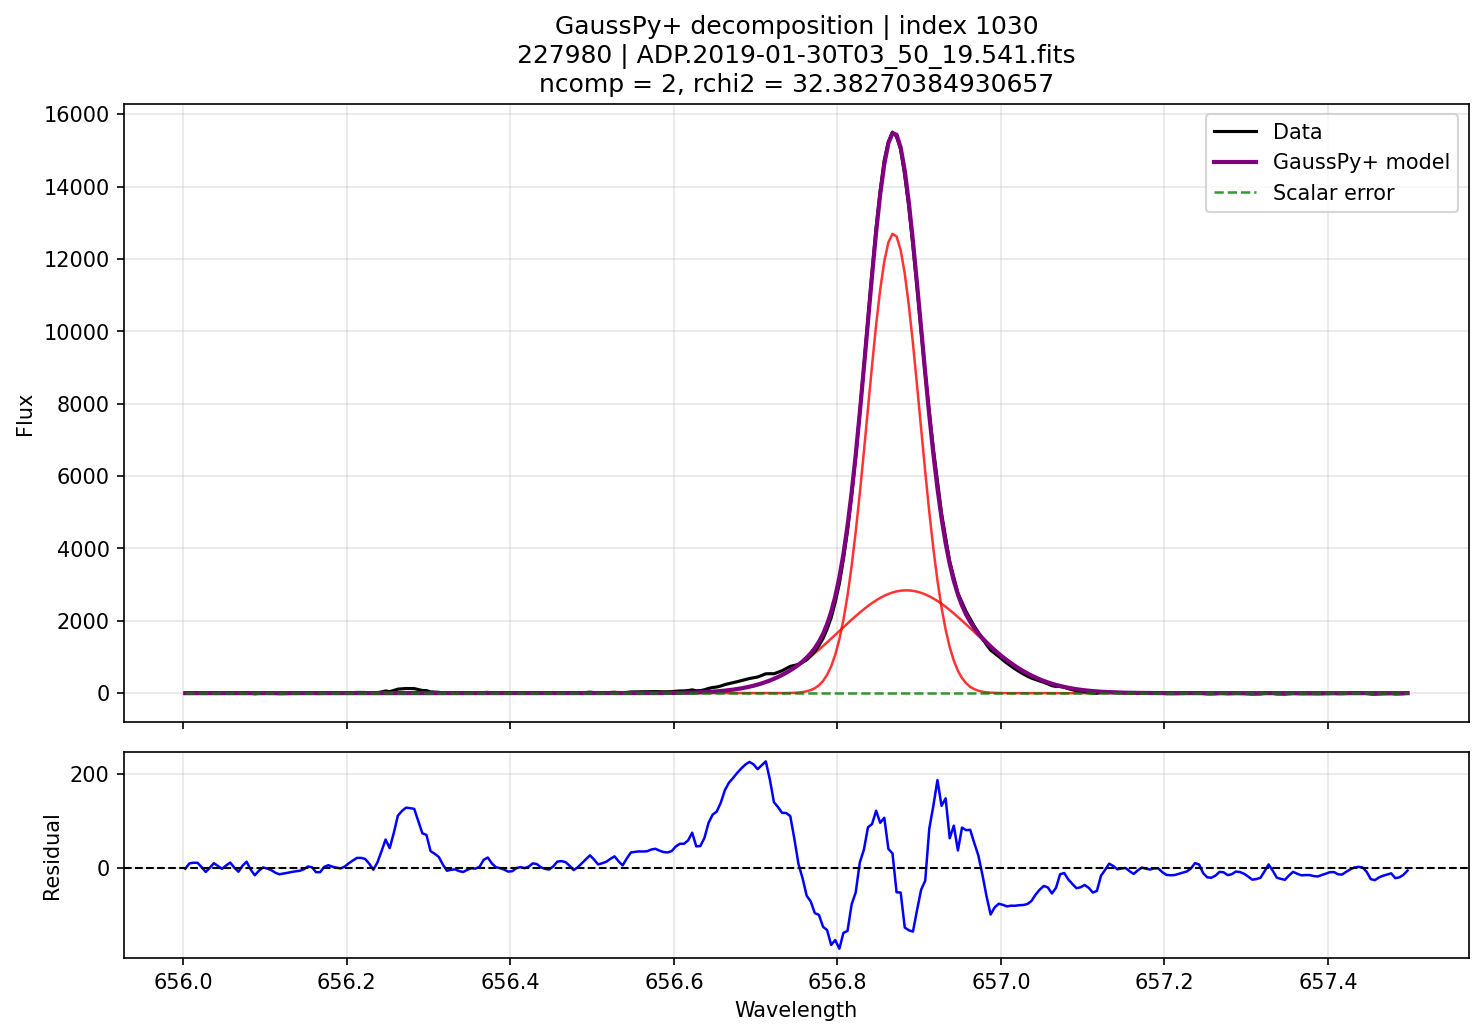 GaussPy+ decomposition | index 1030
227980 | ADP.2019-01-30T03_50_19.541.fits
ncomp = 2, rchi2 = 32.38270384930657
16000
14000
12000
10000
8000
6000
4000
2000
0
Flux
Data
GaussPy+ model
Scalar error
200
0
Residual
656.0
656.2
656.4
656.6
656.8
657.0
657.2
657.4
Wavelength